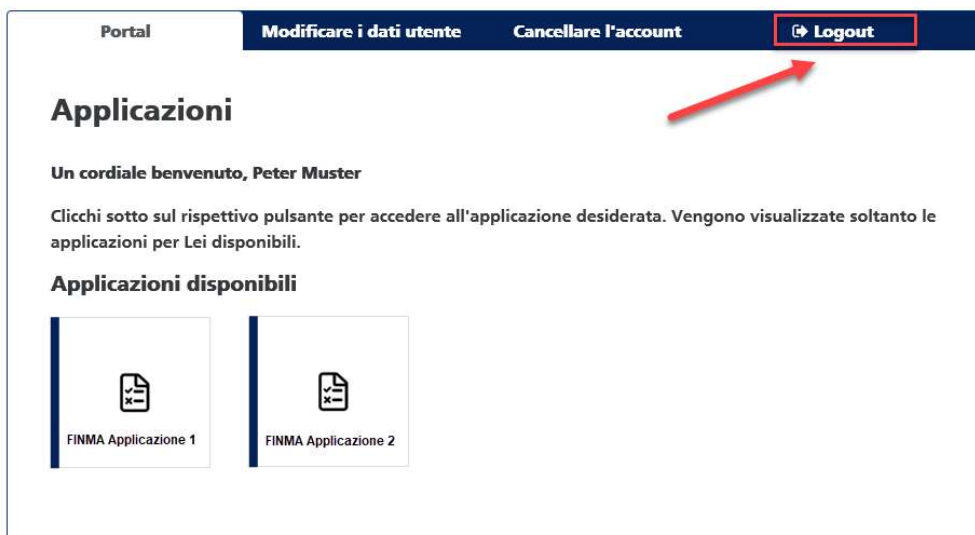 Portal Modificare i dati utente Cancellare l'account Logout
Applicazioni
Un cordiale benvenuto, Peter Muster
Clicchi sotto sul rispettivo pulsante per accedere all'applicazione desiderata. Vengono visualizzate soltanto le
applicazioni per Lei disponibili.
Applicazioni disponibili
FINMA Applicazione 1 FINMA Applicazione 2